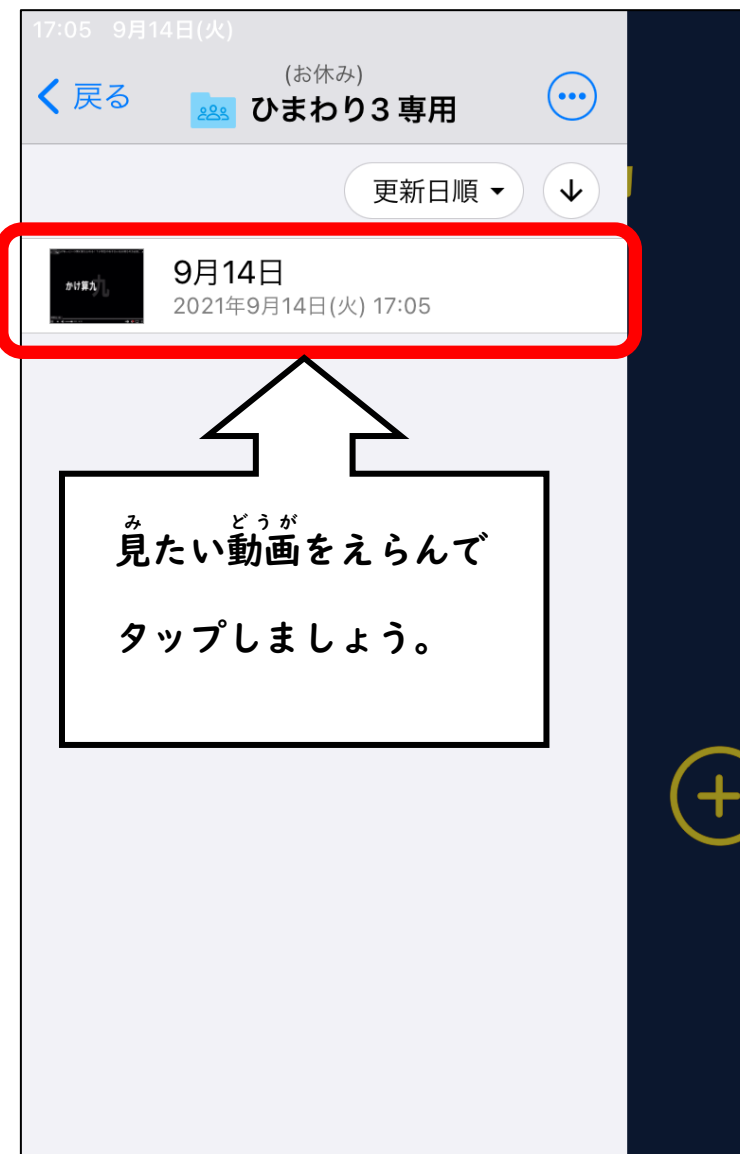 17:05 9月14日(火)
(お休み)
戻る
ひまわり3 専用
更新日順
かけ算九
9月14日
2021年9月14日(火) 17:05
み どうが
見たい動画をえらんで
タップしましょう。